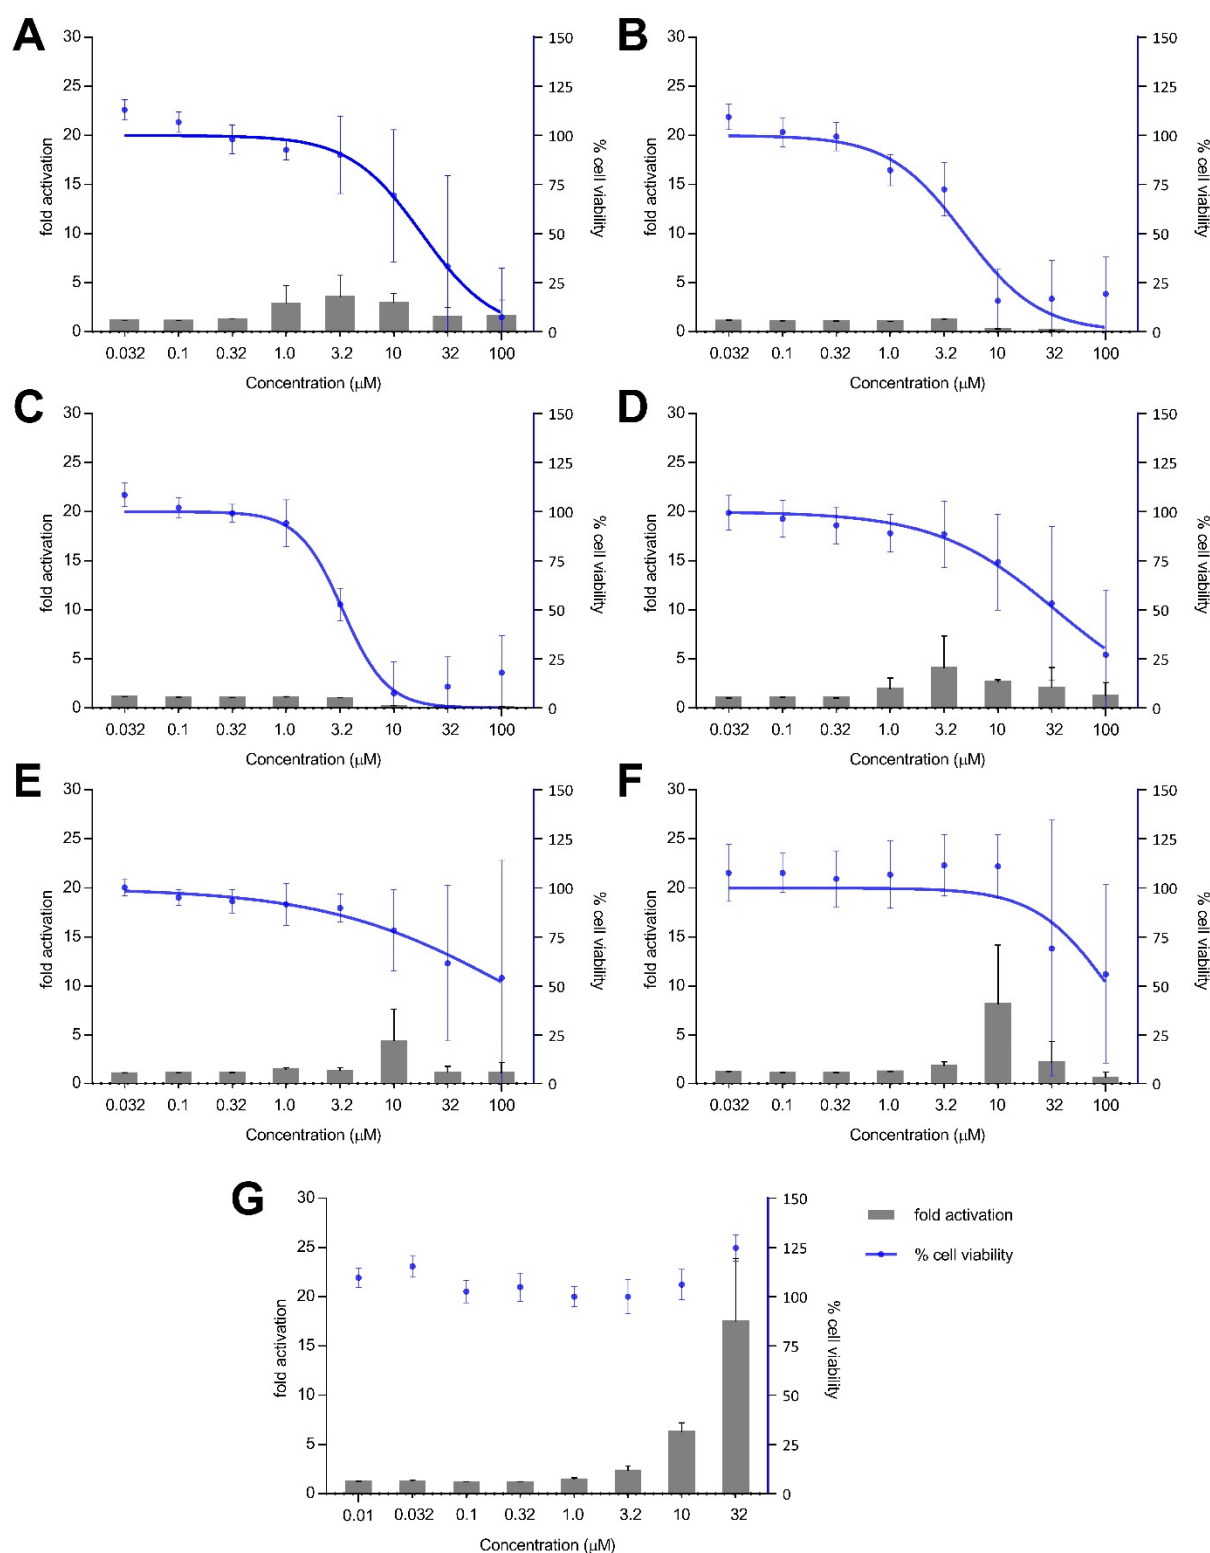 A
B
30 150 30 150
25 125 25 125
20 100 20 100
15 75 15 75
10 50 10 50
5 25 5 25
0 0 0 0
fold activation % cell viability fold activation % cell viability
0.032 0.1 0.32 1.0 3.2 10 32 100 0.032 0.1 0.32 1.0 3.2 10 32 100
Concentration (μM) Concentration (μM)
C
D
30 150 30 150
25 125 25 125
20 100 20 100
15 75 15 75
10 50 10 50
5 25 5 25
0 0 0 0
fold activation % cell viability fold activation % cell viability
0.032 0.1 0.32 1.0 3.2 10 32 100 0.032 0.1 0.32 1.0 3.2 10 32 100
Concentration (μM) Concentration (μM)
E
F
30 150 30 150
25 125 25 125
20 100 20 100
15 75 15 75
10 50 10 50
5 25 5 25
0 0 0 0
fold activation % cell viability fold activation % cell viability
0.032 0.1 0.32 1.0 3.2 10 32 100 0.032 0.1 0.32 1.0 3.2 10 32 100
Concentration (μM) Concentration (μM)
G
30 150
25 125
20 100
15 75
10 50
5 25
0 0
fold activation % cell viability
0.01 0.032 0.1 0.32 1.0 3.2 10 32
Concentration (μM)
fold activation
% cell viability